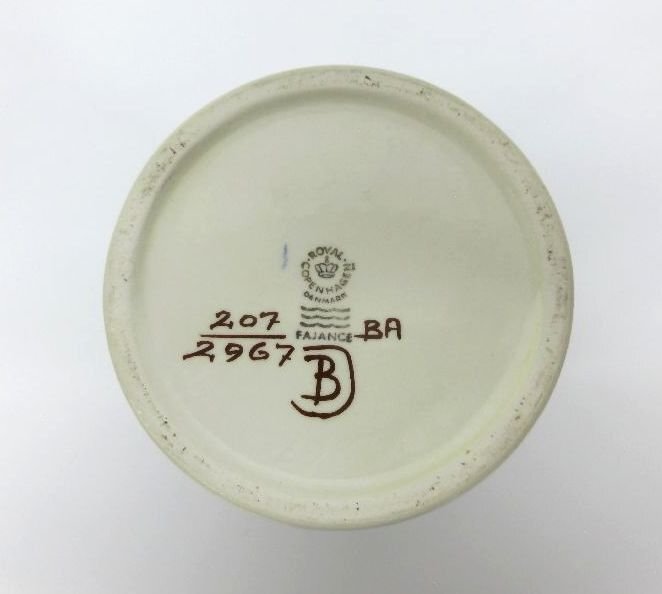 ROYAL
COPENHAGEN
DENMARK
FAJANCE
207
2967
BA
B